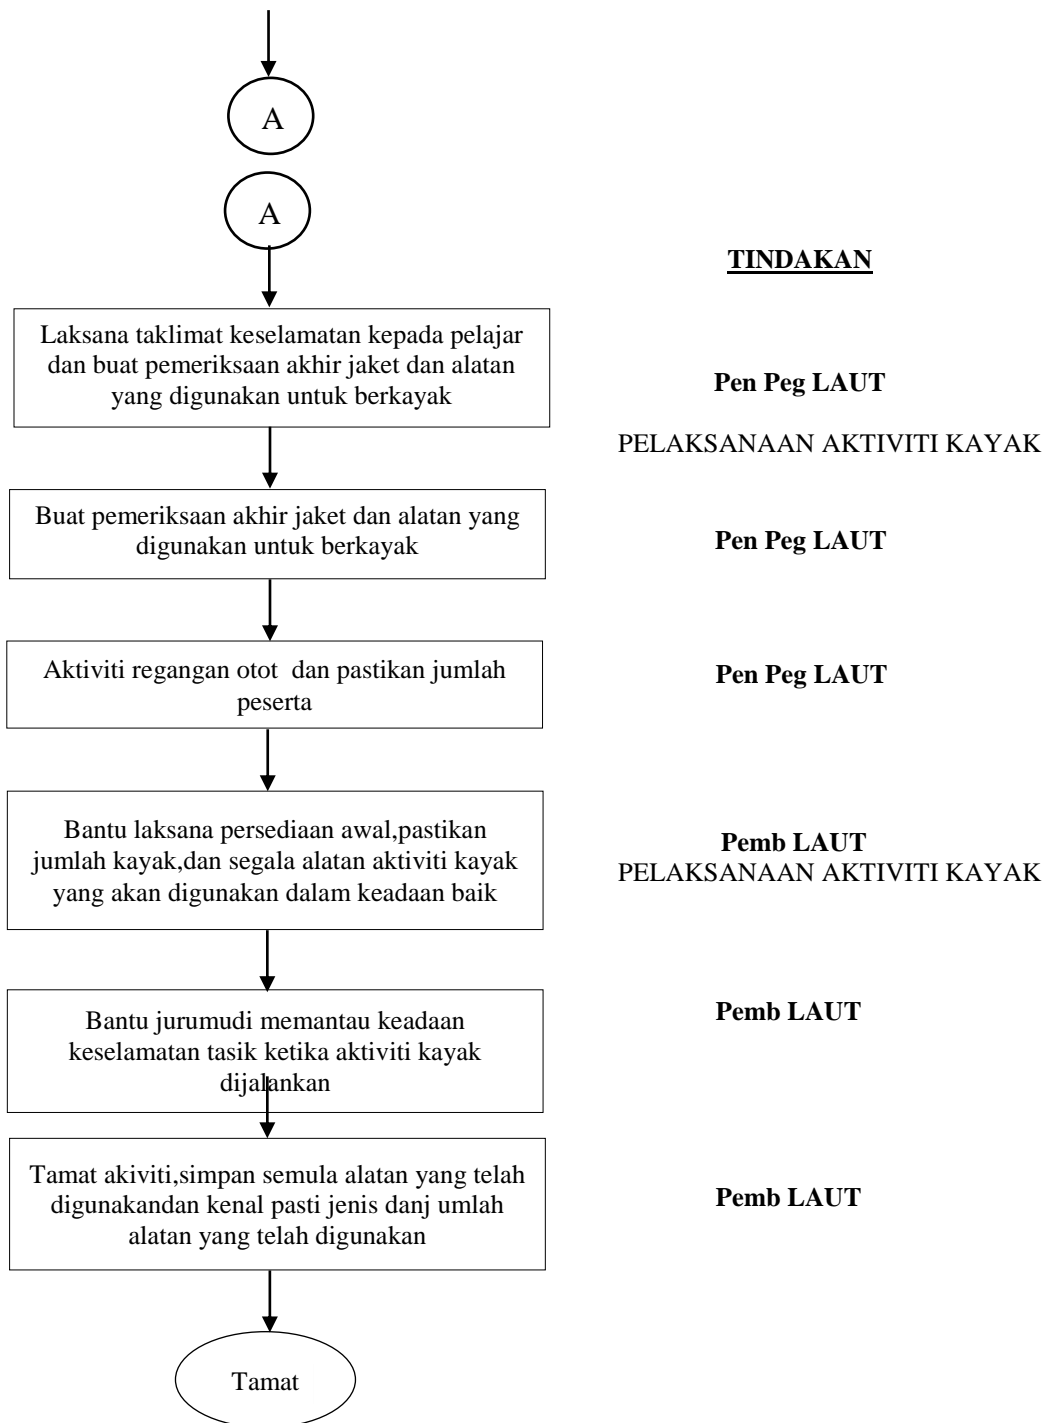 A
A
TINDAKAN
Laksana taklimat keselamatan kepada pelajar
dan buat pemeriksaan akhir jaket dan alatan
yang digunakan untuk berkayak
Pen Peg LAUT
PELAKSANAAN AKTIVITI KAYAK
Buat pemeriksaan akhir jaket dan alatan yang
digunakan untuk berkayak
Pen Peg LAUT
Aktiviti regangan otot  dan pastikan jumlah
peserta
Pen Peg LAUT
Bantu laksana persediaan awal,pastikan
jumlah kayak,dan segala alatan aktiviti kayak
yang akan digunakan dalam keadaan baik
Pemb LAUT
PELAKSANAAN AKTIVITI KAYAK
Bantu jurumudi memantau keadaan
keselamatan tasik ketika aktiviti kayak
dijalankan
Pemb LAUT
Tamat akiviti,simpan semula alatan yang telah
digunakandan kenal pasti jenis danj umlah
alatan yang telah digunakan
Pemb LAUT
Tamat